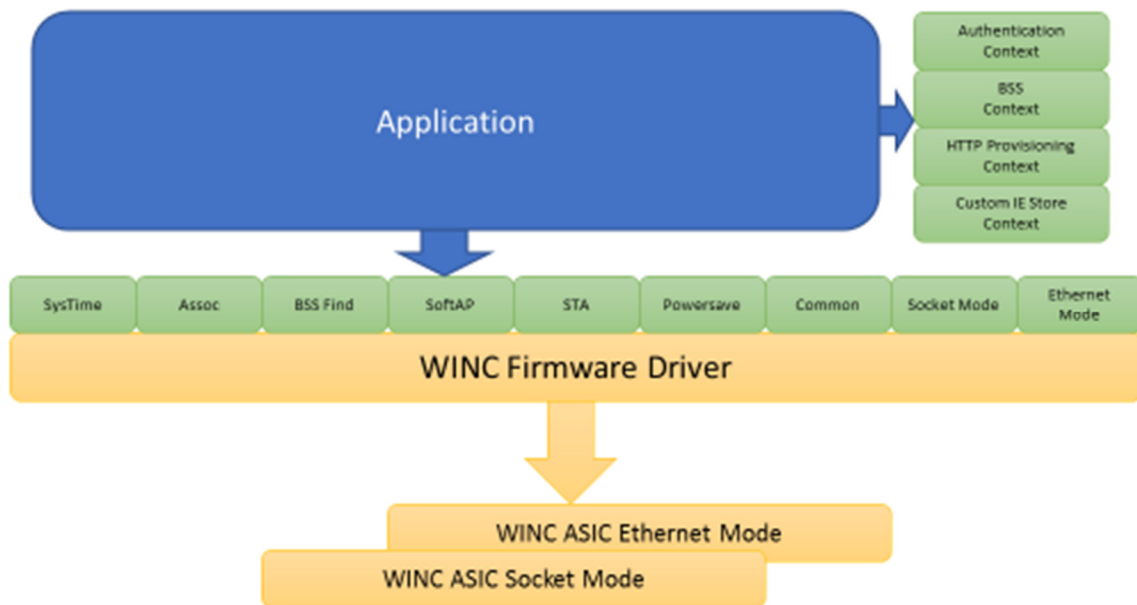 Application
Authentication
Context
BSS
Context
HTTP Provisioning
Context
Custom IE Store
Context
SysTime
Assoc
BSS Find
SoftAP
STA
Powersave
Common
Socket Mode
Ethernet
Mode
WINC Firmware Driver
WINC ASIC Ethernet Mode
WINC ASIC Socket Mode